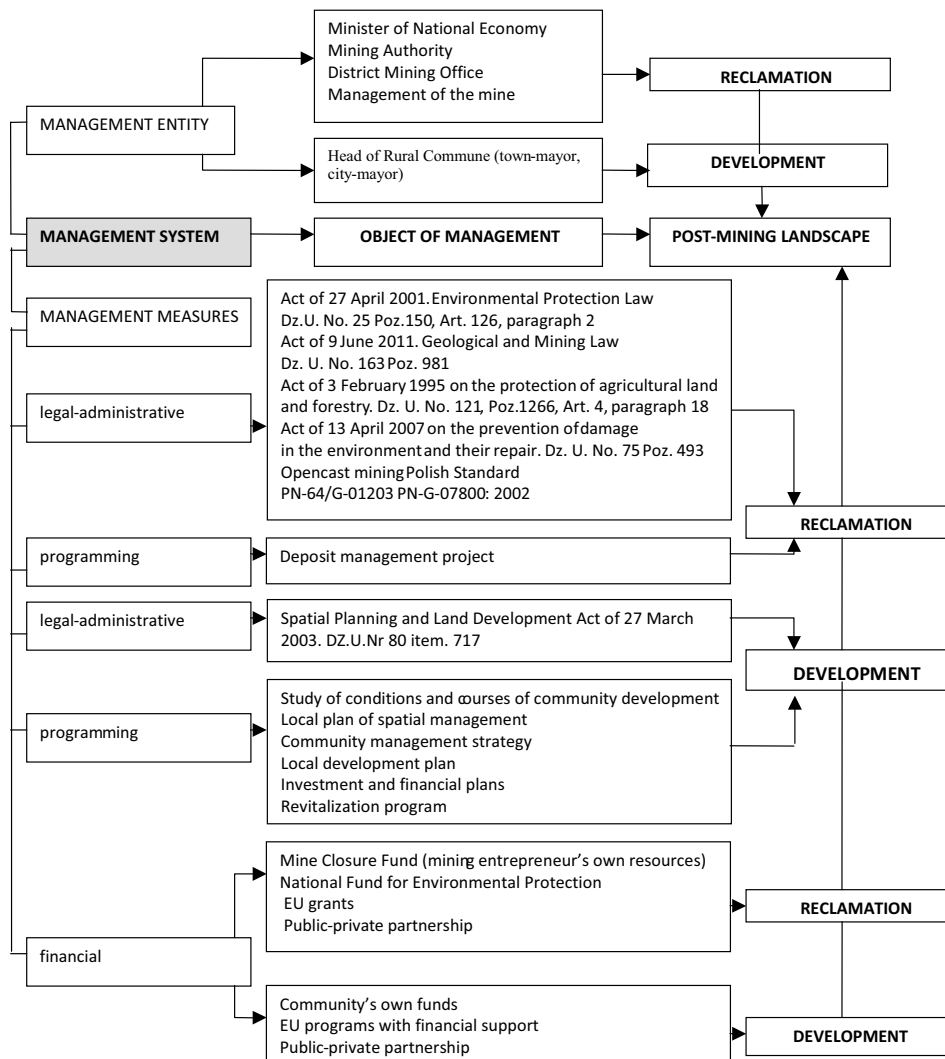 Minister of National Economy
Mining Authority
District Mining Office
Management of the mine
RECLAMATION
MANAGEMENT ENTITY
Head of Rural Commune (town-mayor,
city-mayor)
DEVELOPMENT
MANAGEMENT SYSTEM
OBJECT OF MANAGEMENT
POST-MINING LANDSCAPE
MANAGEMENT MEASURES
Act of 27 April 2001. Environmental Protection Law
Dz.U. No. 25 Poz.150, Art. 126, paragraph 2
Act of 9 June 2011. Geological and Mining Law
Dz. U. No. 163 Poz. 981
Act of 3 February 1995 on the protection of agricultural land
and forestry. Dz. U. No. 121, Poz.1266, Art. 4, paragraph 18
Act of 13 April 2007 on the prevention of damage
in the environment and their repair. Dz. U. No. 75 Poz. 493
Opencast mining Polish Standard
PN-64/G-01203 PN-G-07800: 2002
legal-administrative
RECLAMATION
programming
Deposit management project
legal-administrative
Spatial Planning and Land Development Act of 27 March
2003. DZ.U.Nr 80 item. 717
DEVELOPMENT
programming
Study of conditions and courses of community development
Local plan of spatial management
Community management strategy
Local development plan
Investment and financial plans
Revitalization program
Mine Closure Fund (mining entrepreneur's own resources)
National Fund for Environmental Protection
EU grants
Public-private partnership
RECLAMATION
financial
Community's own funds
EU programs with financial support
Public-private partnership
DEVELOPMENT